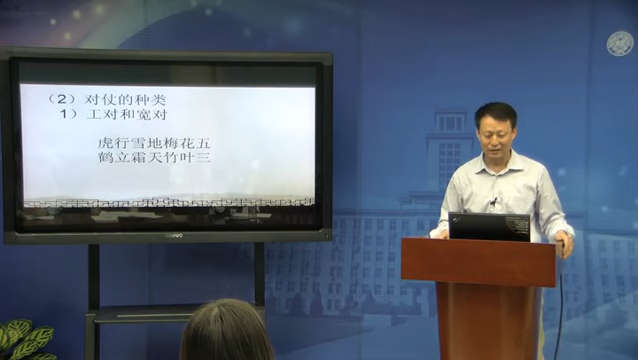 （2）对仗的种类
1）工对和宽对
虎行雪地梅花五
鹤立霜天竹叶三